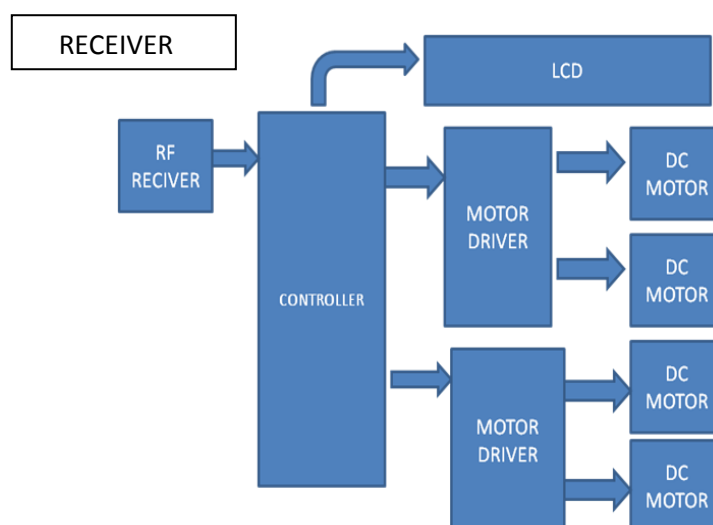 RECEIVER
LCD
RF
RECIVER
CONTROLLER
MOTOR
DRIVER
DC
MOTOR
DC
MOTOR
MOTOR
DRIVER
DC
MOTOR
DC
MOTOR